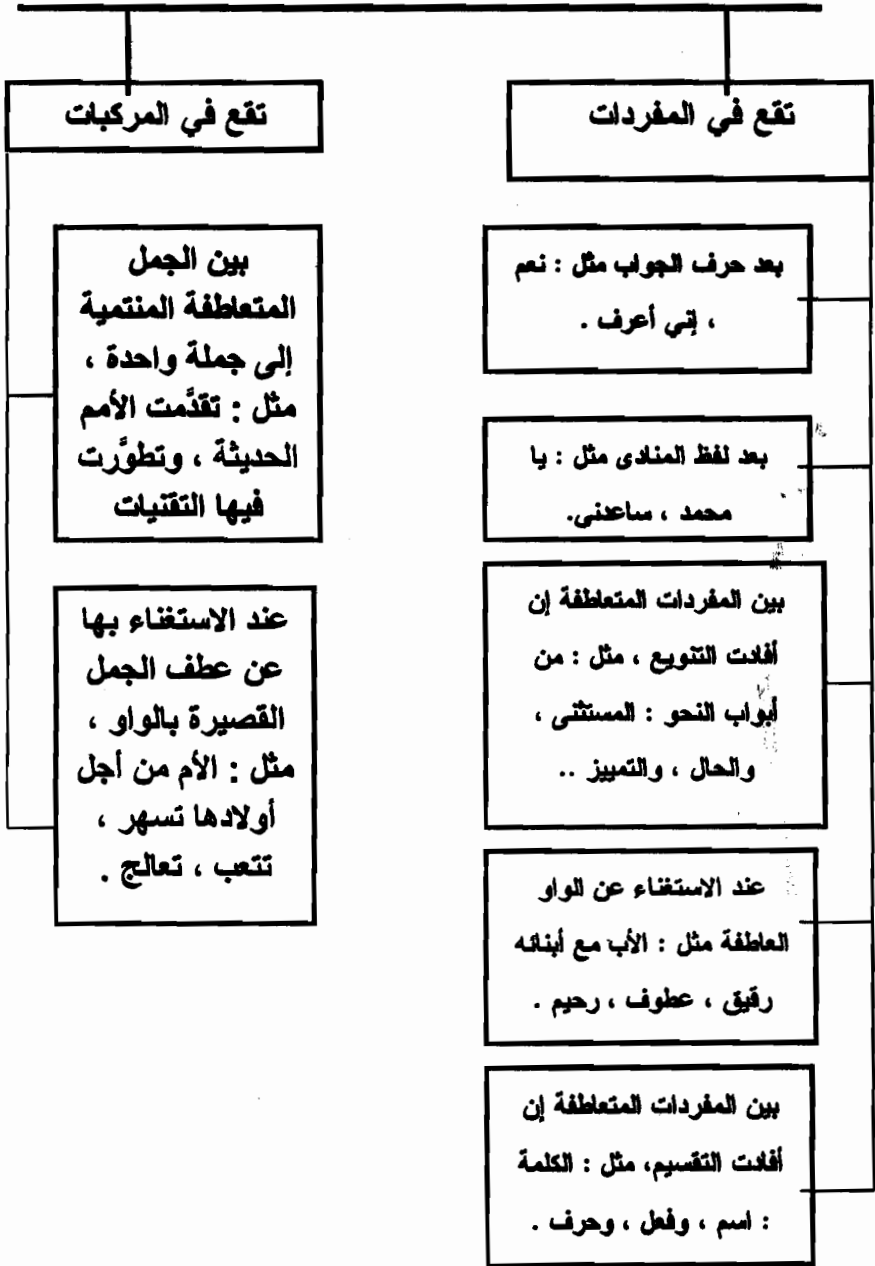 تقع في المفردات
بعد حرف الجواب مثل : نعم
، إني أعرف .
بعد لفظ المنادى مثل : يا
محمد ، ساعدنى.
بين المفردات المتعاطفة إن
أفادت التنويع ، مثل : من
أبواب النحو : المستثنى ،
والحال ، والتمييز ..
عند الاستغناء عن الواو
العاطفة مثل : الأب مع أبنائه
رقيق ، عطوف ، رحيم .
بين المفردات المتعاطفة إن
أفادت التقسيم، مثل : الكلمة
: اسم ، وفعل ، وحرف .
تقع في المركبات
بين الجمل
المتعاطفة المنتمية
إلى جملة واحدة ،
مثل : تقدَّمت الأمم
الحديثة ، وتطوَّرت
فيها التقنيات
عند الاستغناء بها
عن عطف الجمل
القصيرة بالواو ،
مثل : الأم من أجل
أولادها تسهر ،
تتعب ، تعالج .